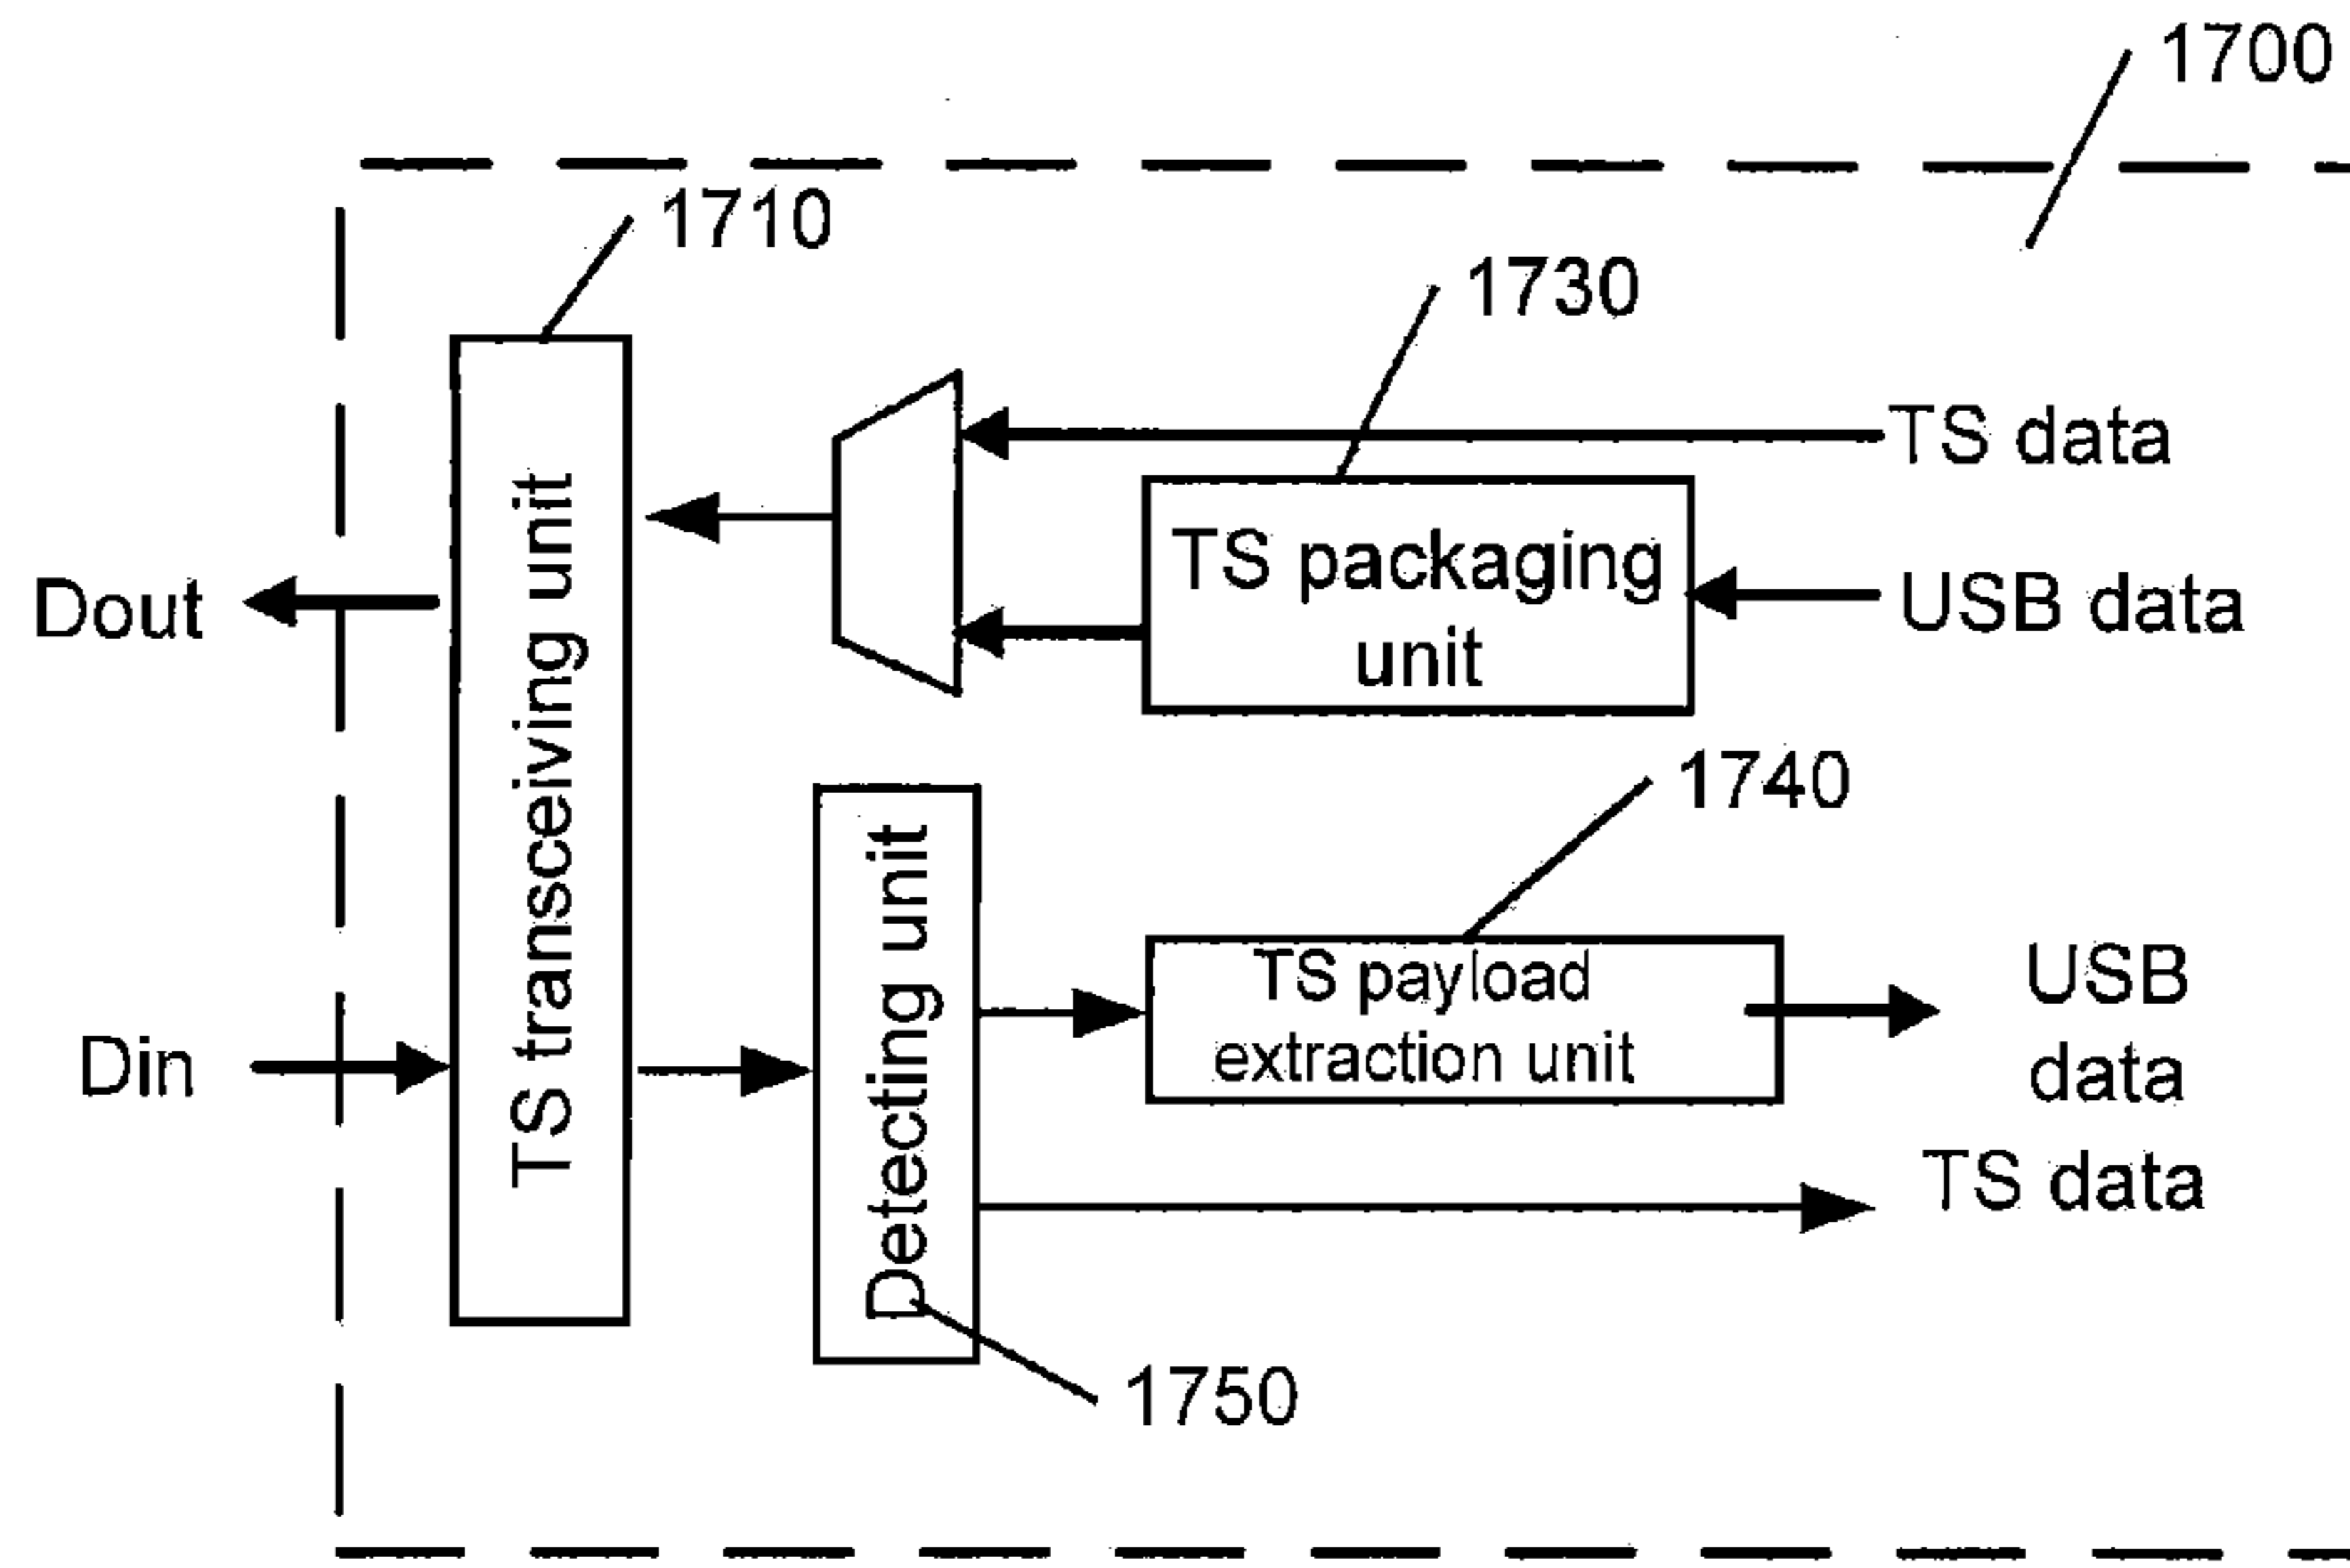 1700
1710
1730
TS data
TS packaging
unit
USB data
Dout
TS transceiving unit
1740
Detecting unit
TS payload
extraction unit
USB
data
Din
TS data
1750